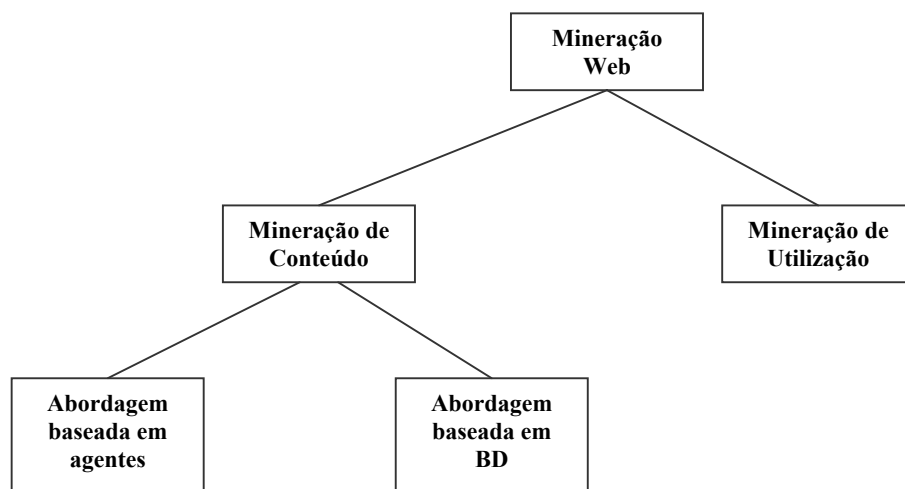 Mineração
Web
Mineração de
Conteúdo
Mineração de
Utilização
Abordagem
baseada em
agentes
Abordagem
baseada em
BD